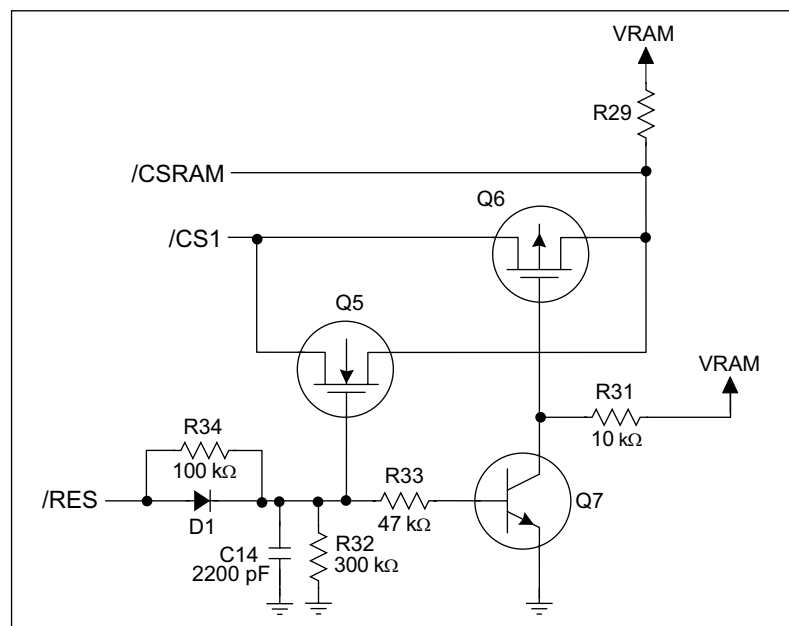 VRAM
R29
/CSRAM
Q6
/CS1
Q5
VRAM
R31
10 kΩ
R34
100 kΩ
R33
47 kΩ
/RES
D1
Q7
C14
2200 pF
R32
300 kΩ